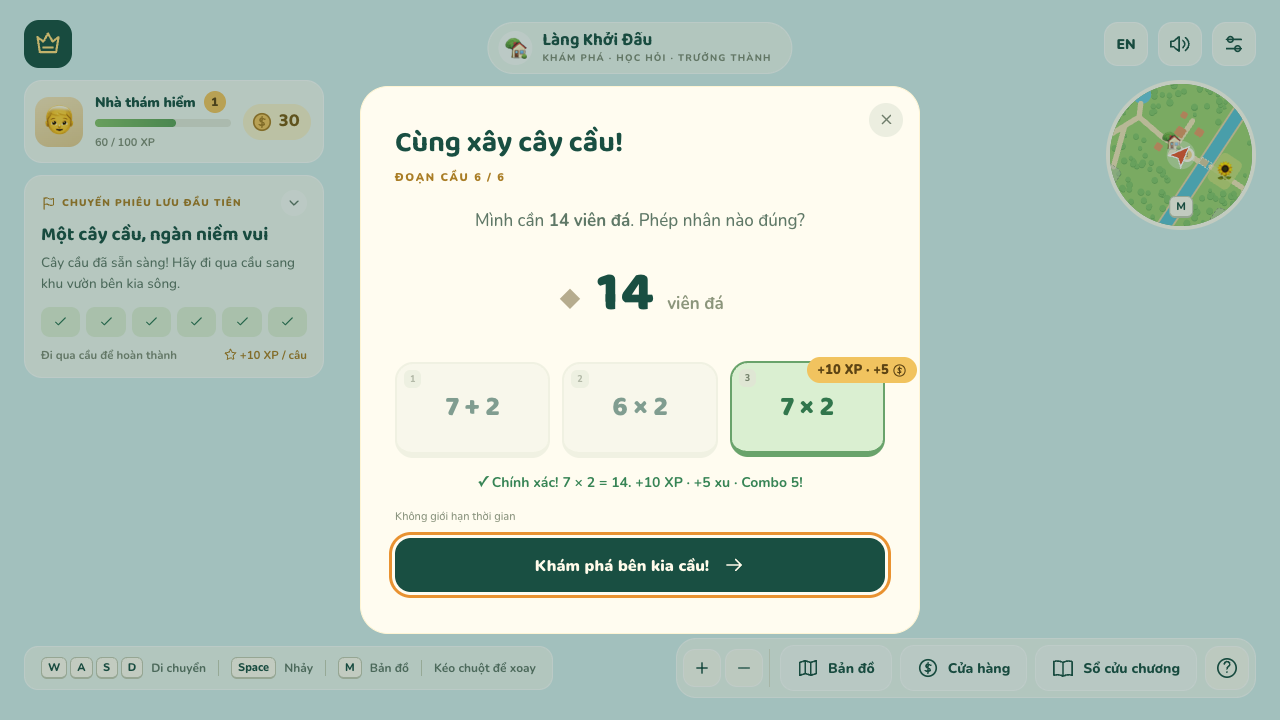 Làng Khởi Đầu
KHÁM PHÁ · HỌC HỎI · TRƯỞNG THÀNH
EN
Nhà thám hiểm 1
60 / 100 XP
30
CHUYẾN PHIÊU LƯU ĐẦU TIÊN
Một cây cầu, ngàn niềm vui
Cây cầu đã sẵn sàng! Hãy đi qua cầu sang
khu vườn bên kia sông.
Đi qua cầu để hoàn thành
+10 XP / câu
M
Cùng xây cây cầu!
ĐOẠN CẦU 6 / 6
Mình cần 14 viên đá. Phép nhân nào đúng?
14 viên đá
1
7 + 2
2
6 × 2
3
7 × 2
+10 XP · +5
✓ Chính xác! 7 × 2 = 14. +10 XP · +5 xu · Combo 5!
Không giới hạn thời gian
Khám phá bên kia cầu! →
W A S D Di chuyển
Space Nhảy
M Bản đồ
Kéo chuột để xoay
+ −
Bản đồ
Cửa hàng
Sổ cửu chương
?